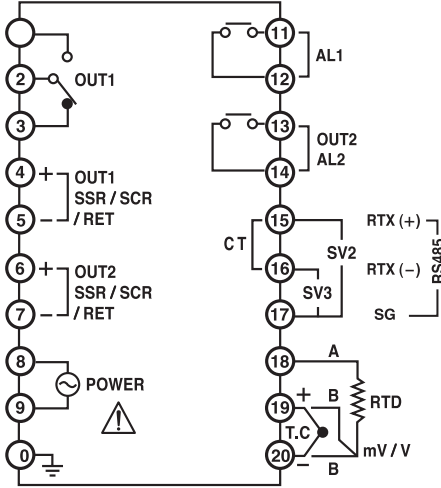 11
AL1
2
OUT1
12
3
13
OUT2
AL2
4
+
OUT1
SSR / SCR
/ RET
14
5
−
15
RTX (+)
CT
SV2
RS485
6
+
OUT2
SSR / SCR
/ RET
16
RTX (−)
SV3
7
−
17
SG
8
18
A
POWER
RTD
9
19
+
B
T.C
mV / V
0
20
−
B